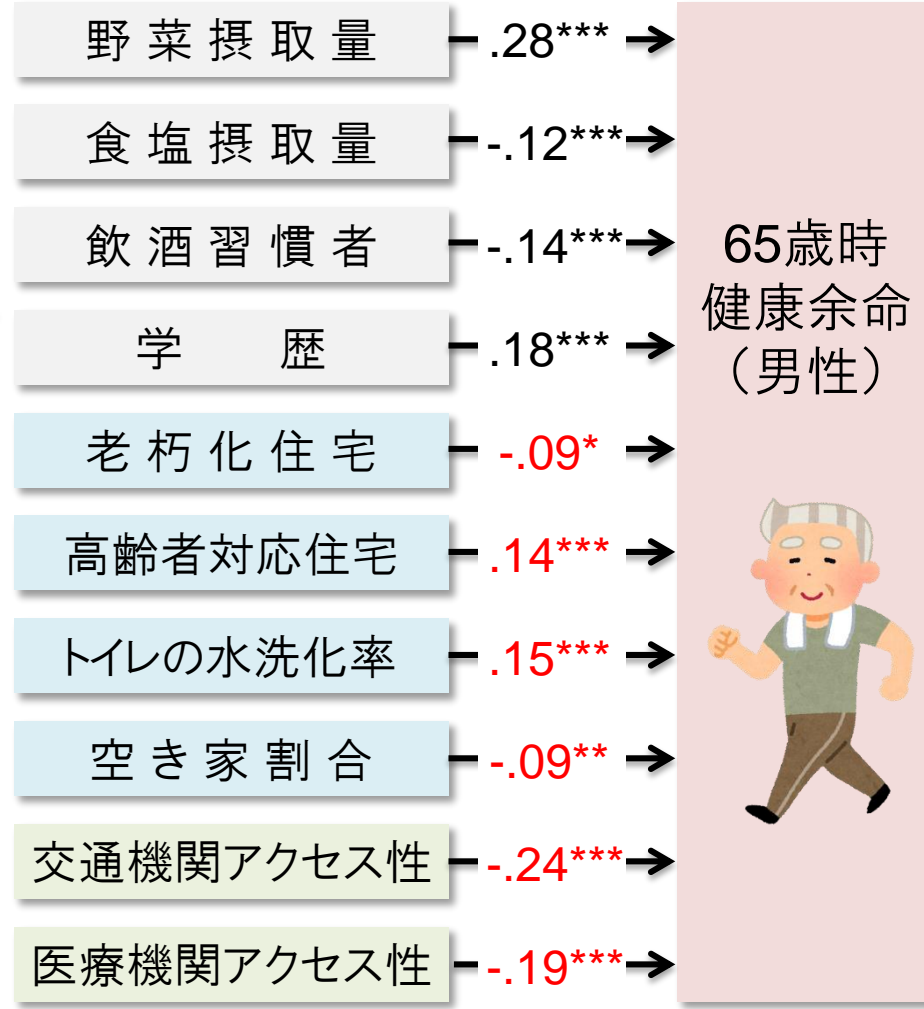 野菜摂取量 .28***
食塩摂取量 -.12***
飲酒習慣者 -.14***
学歴 .18***
老朽化住宅 -.09*
高齢者対応住宅 .14***
トイレの水洗化率 .15***
空き家割合 -.09**
交通機関アクセス性 -.24***
医療機関アクセス性 -.19***
65歳時
健康余命
（男性）